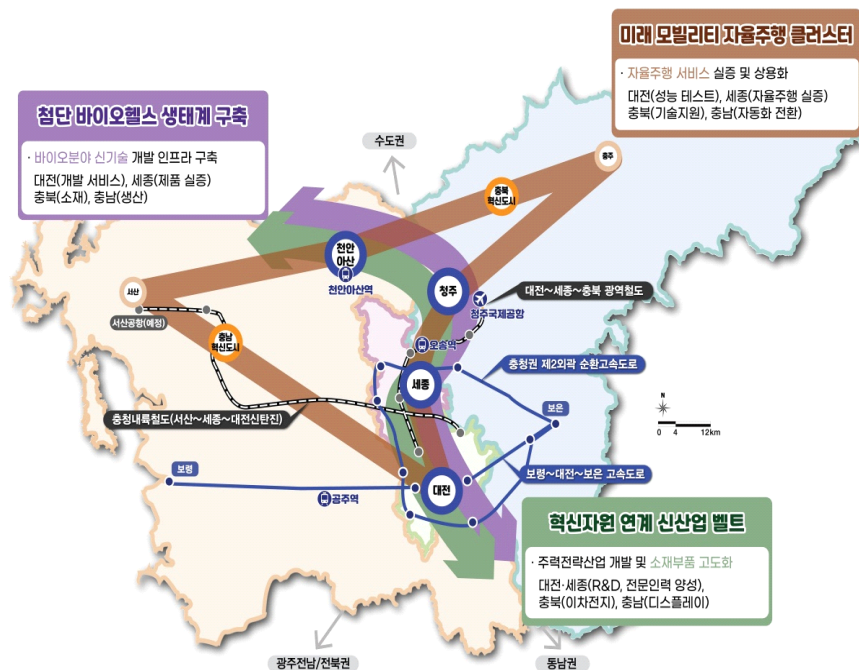 미래 모빌리티 자율주행 클러스터
· 자율주행 서비스 실증 및 상용화
대전(성능 테스트), 세종(자율주행 실증)
충북(기술지원), 충남(자동화 전환)
첨단 바이오헬스 생태계 구축
· 바이오분야 신기술 개발 인프라 구축
대전(개발 서비스), 세종(제품 실증)
충북(소재), 충남(생산)
수도권
충주
충북
혁신도시
천안
아산
천안아산역
청주
청주국제공항
대전~세종~충북 광역철도
서산
서산공항(예정)
충남
혁신도시
오송역
충청권 제2외곽 순환고속도로
세종
보은
N
0 4 12km
충청내륙철도(서산~세종~대전신탄진)
보령
공주역
대전
보령~대전~보은 고속도로
혁신자원 연계 신산업 벨트
· 주력전략산업 개발 및 소재부품 고도화
대전·세종(R&D, 전문인력 양성),
충북(이차전지), 충남(디스플레이)
광주전남/전북권
동남권